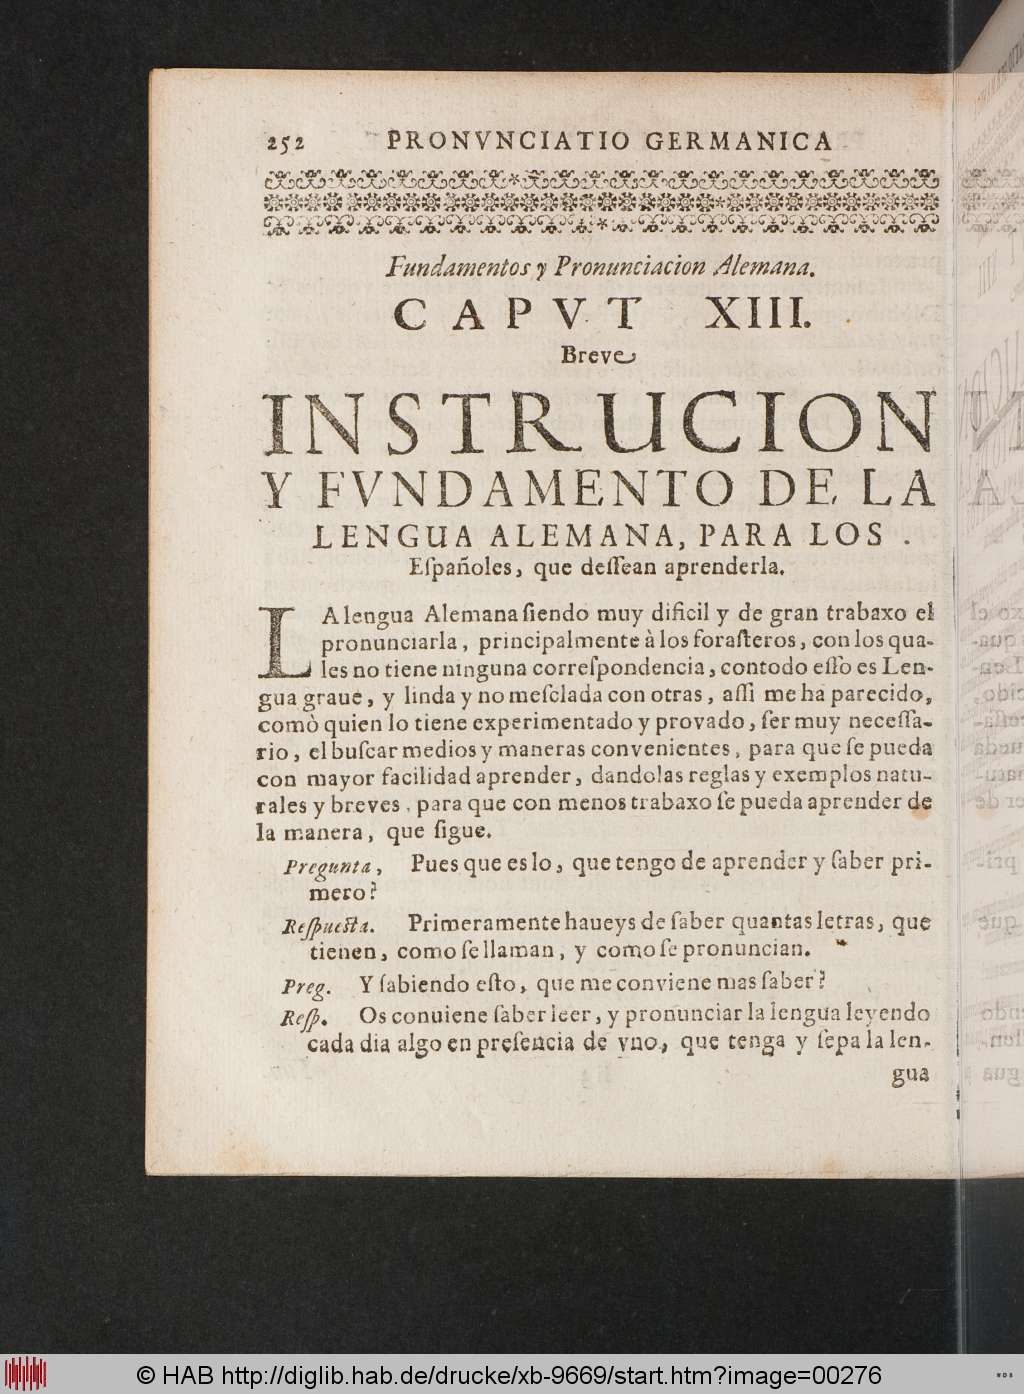 252 PRONVNCIATIO GERMANICA
Fundamentos y Pronunciacion Alemana.
CAPVT XIII.
Breve
INSTRUCION
Y FVNDAMENTO DE LA
LENGUA ALEMANA, PARA LOS
Eſpañoles, que deſſean aprenderla.
LA lengua Alemana ſiendo muy dificil y de gran trabaxo el
pronunciarla, principalmente à los foraſteros, con los qua-
les no tiene ninguna correſpondencia, contodo eſſo es Len-
gua graue, y linda y no meſclada con otras, aſſi me ha parecido,
comò quien lo tiene experimentado y provado, ſer muy neceſſa-
rio, el buſcar medios y maneras convenientes, para que ſe pueda
con mayor facilidad aprender, dandolas reglas y exemplos natu-
rales y breves, para que con menos trabaxo ſe pueda aprender de
la manera, que ſigue.
Pregunta, Pues que es lo, que tengo de aprender y ſaber pri-
mero?
Reſpueſta. Primeramente haueys de ſaber quantas letras, que
tienen, como ſe llaman, y como ſe pronuncian.
Preg. Y ſabiendo eſto, que me conviene mas ſaber?
Reſp. Os conuiene ſaber leer, y pronunciar la lengua leyendo
cada dia algo en preſencia de vno, que tenga y ſepa la len-
gua
© HAB http://diglib.hab.de/drucke/xb-9669/start.htm?image=00276